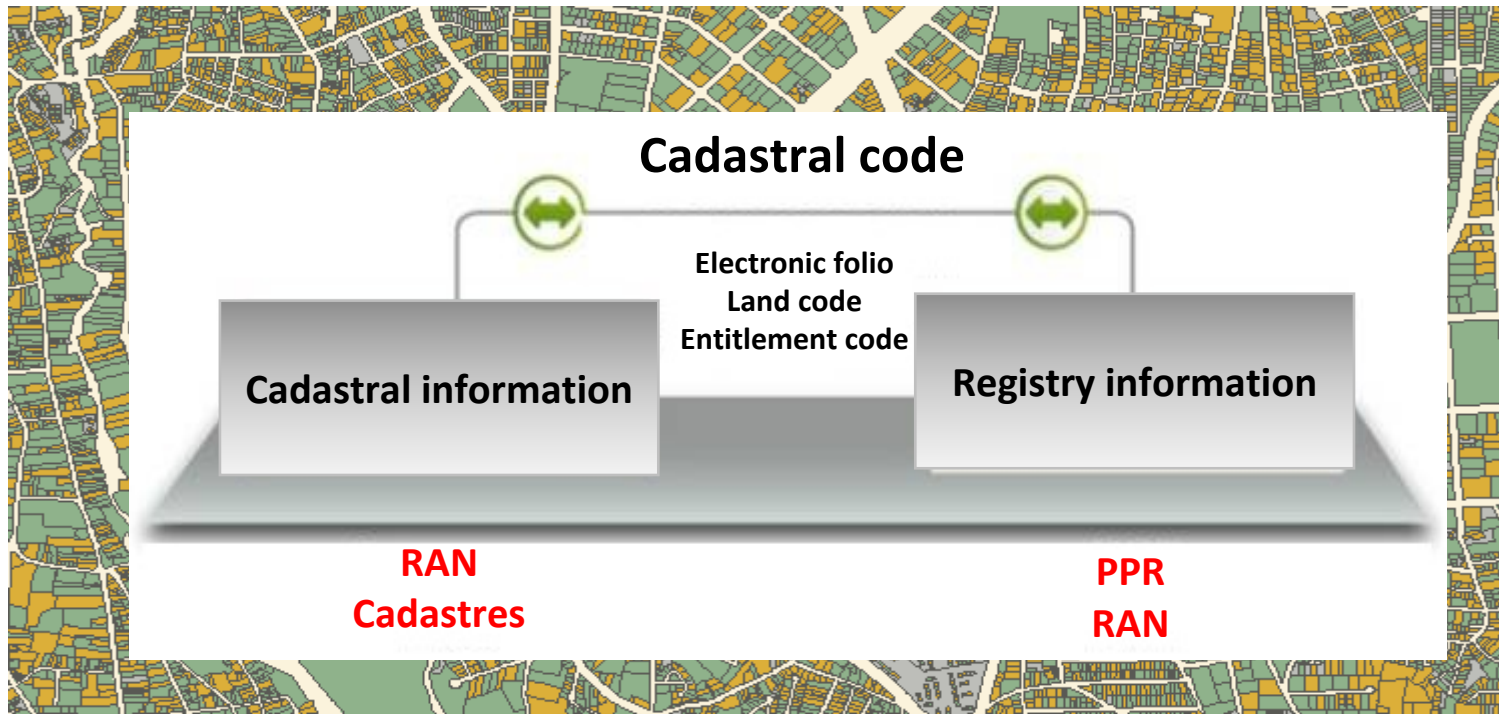 Cadastral code
Electronic folio
Land code
Entitlement code
Cadastral information
Registry information
RAN
Cadastres
PPR
RAN